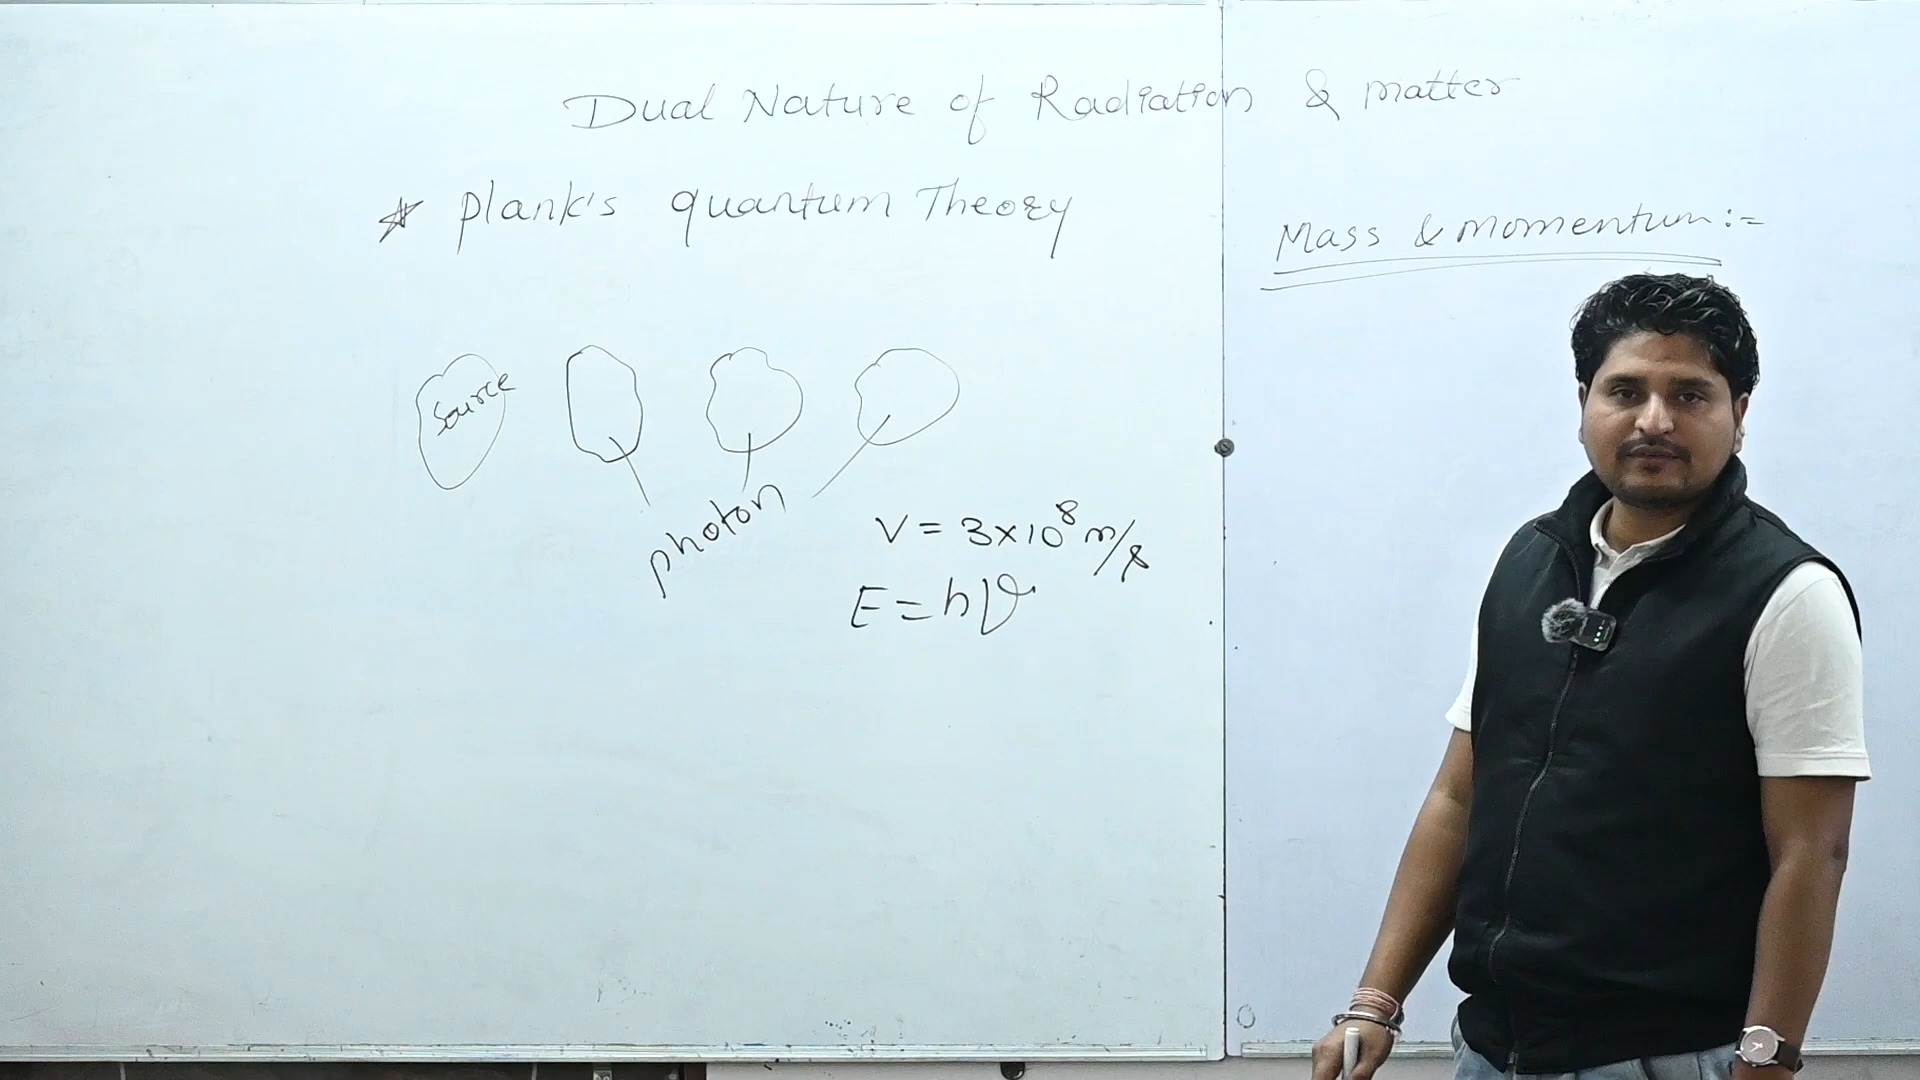 Dual Nature of Radiation & matter
* plank's quantum Theory
Mass & momentum :-
Source
photon
V = 3×10⁸ m/s
E = hν